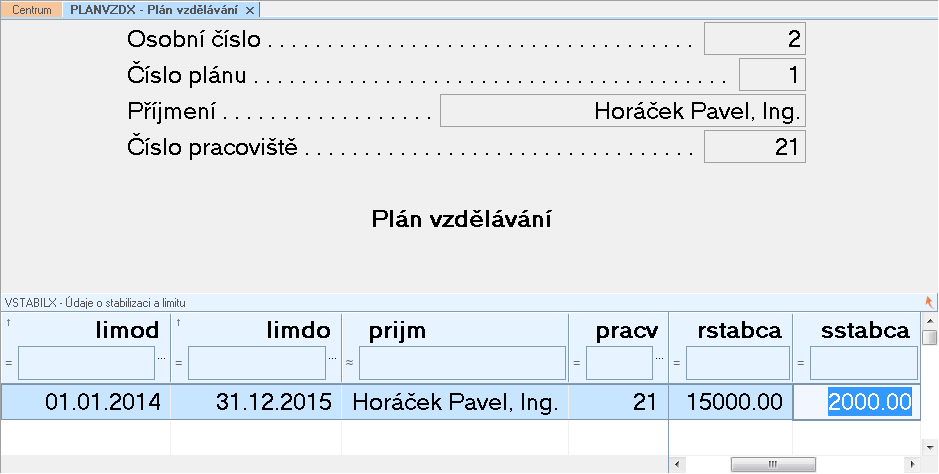 Centrum PLANVZDX - Plán vzdělávání ×
Osobní číslo . . . . . . . . . . . . . . . . . . . . . . . . . . . . . . . . . . . 2
Číslo plánu . . . . . . . . . . . . . . . . . . . . . . . . . . . . . . . . . . . . . . . 1
Příjmení . . . . . . . . . . . . . . . . . Horáček Pavel, Ing.
Číslo pracoviště . . . . . . . . . . . . . . . . . . . . . . . . . . . . . . . . 21
Plán vzdělávání
VSTABILX - Údaje o stabilizaci a limitu
↑ limod ↑ limdo prijm pracv rstabca sstabca
= ... = ... ≈ = ... = =
01.01.2014 31.12.2015 Horáček Pavel, Ing. 21 15000.00 2000.00